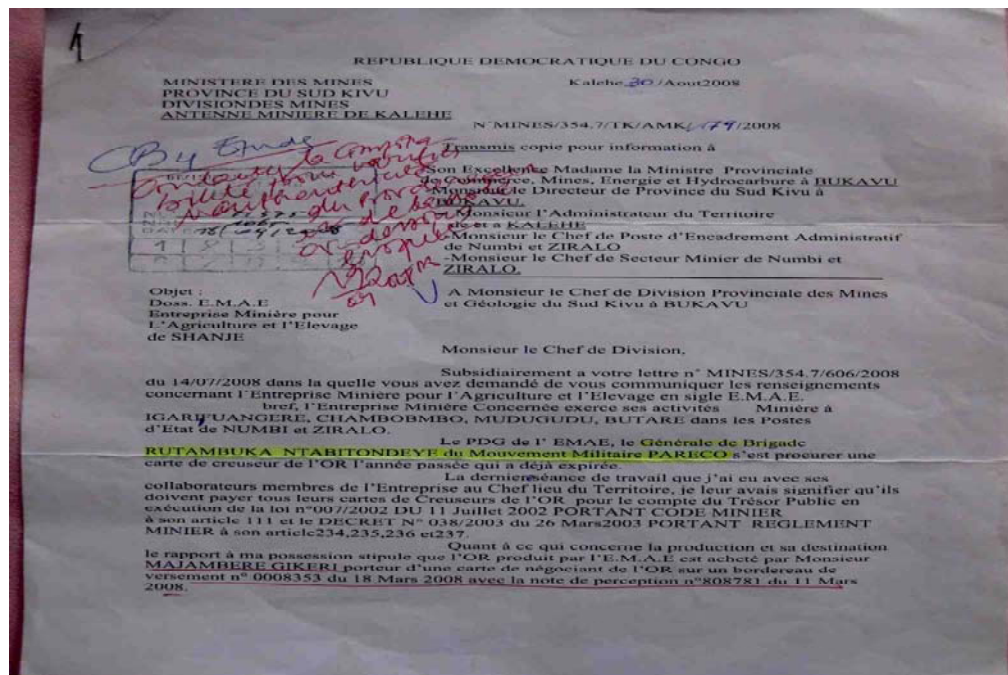 REPUBLIQUE DEMOCRATIQUE DU CONGO
MINISTERE DES MINES
PROVINCE DU SUD KIVU
DIVISIONDES MINES
ANTENNE MINIERE DE KALEHE
Kalehe 30 /Aout2008
N°MINES/354.7/TK/AMK/ /2008
Transmis copie pour information à
Son Excellence Madame la Ministre Provinciale
de Commerce, Mines, Energie et Hydrocarbure à BUKAVU
-Monsieur le Directeur de Province du Sud Kivu à
BUKAVU.
-Monsieur l'Administrateur du Territoire
de et a KALEHE
-Monsieur le Chef de Poste d'Encadrement Administratif
de Numbi et ZIRALO
-Monsieur le Chef de Secteur Minier de Numbi et
ZIRALO.
Objet :
Doss. E.M.A.E
Entreprise Minière pour
L'Agriculture et l'Elevage
de SHANJE
A Monsieur le Chef de Division Provinciale des Mines
et Géologie du Sud Kivu à BUKAVU
Monsieur le Chef de Division,
Subsidiairement a votre lettre n° MINES/354.7/606/2008
du 14/07/2008 dans la quelle vous avez demandé de vous communiquer les renseignements
concernant l'Entreprise Minière pour l'Agriculture et l'Elevage en sigle E.M.A.E.
bref, l'Entreprise Minière Concernée exerce ses activités Minière à
CHAMBOBMBO, MUDUGUDU, BUTARE dans les Postes
d'Etat de NUMBI et ZIRALO.
Le PDG de l' EMAE, le Générale de Brigade
RUTAMBUKA NTABITONDEYE du Mouvement Militaire PARECO s'est procurer une
carte de creuseur de l'OR l'année passée qui a déjà expirée.
La dernierеséance de travail que j'ai eu avec ses
collaborateurs membres de l'Entreprise au Chef lieu du Territoire, je leur avais signifier qu'ils
doivent payer tous leurs cartes de Creuseurs de l'OR pour le compte du Trésor Public en
exécution de la loi n°007/2002 DU 11 Juillet 2002 PORTANT CODE MINIER
à son article 111 et le DECRET N° 038/2003 du 26 Mars2003 PORTANT REGLEMENT
MINIER à son article234,235,236 et237.
Quant à ce qui concerne la production et sa destination
le rapport à ma possession stipule que l'OR produit par l'E.M.A.E est acheté par Monsieur
MAJAMBERE GIKERI porteur d'une carte de négociant de l'OR sur un bordereau de
versement n° 0008353 du 18 Mars 2008 avec la note de perception n°808781 du 11 Mars
2008.